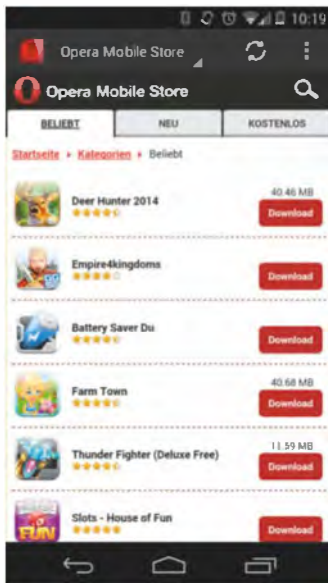 10:19
Opera Mobile Store
Opera Mobile Store
BELIEBT NEU KOSTENLOS
Startseite Kategorien Beliebt
40.46 MB
Deer Hunter 2014
Download
Empire4kingdoms
Download
Battery Saver Du
Download
40.68 MB
Farm Town
Download
11.59 MB
Thunder Fighter (Deluxe Free)
Download
Slots - House of Fun
FUN
Download